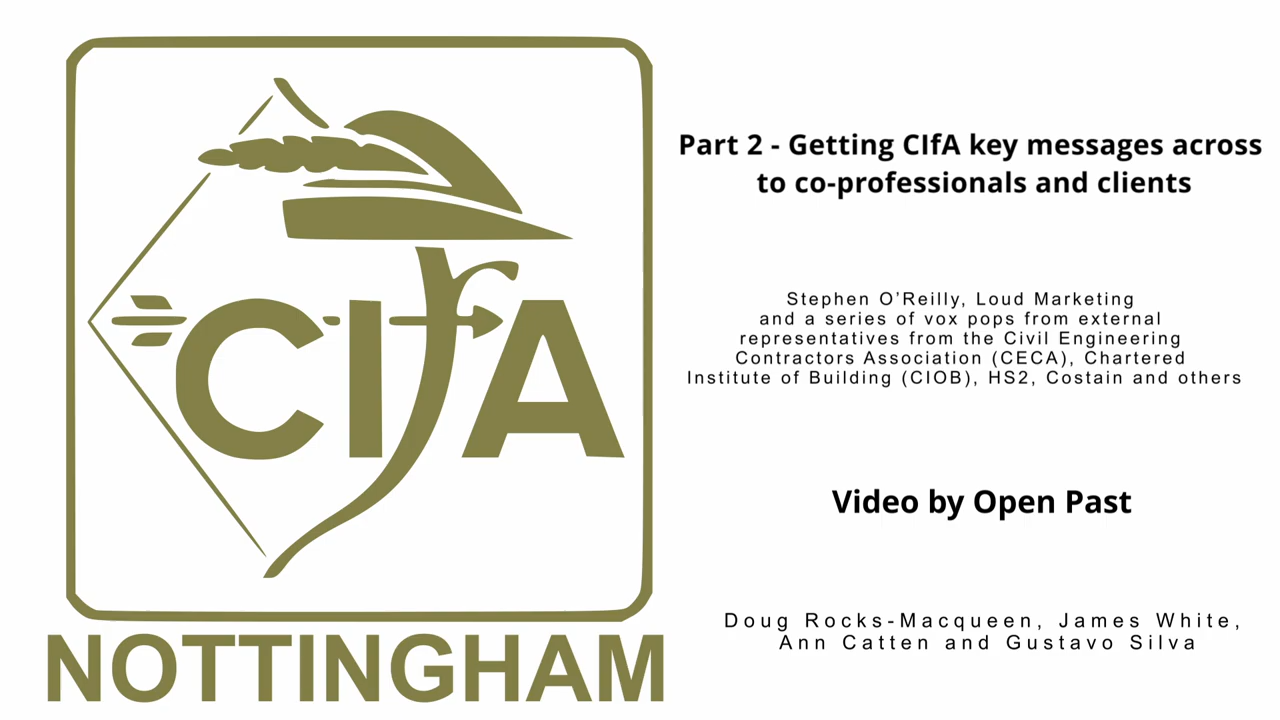 CIfA
NOTTINGHAM
Part 2 - Getting CIfA key messages across
to co-professionals and clients
Stephen O’Reilly, Loud Marketing
and a series of vox pops from external
representatives from the Civil Engineering
Contractors Association (CECA), Chartered
Institute of Building (CIOB), HS2, Costain and others
Video by Open Past
Doug Rocks-Macqueen, James White,
Ann Catten and Gustavo Silva